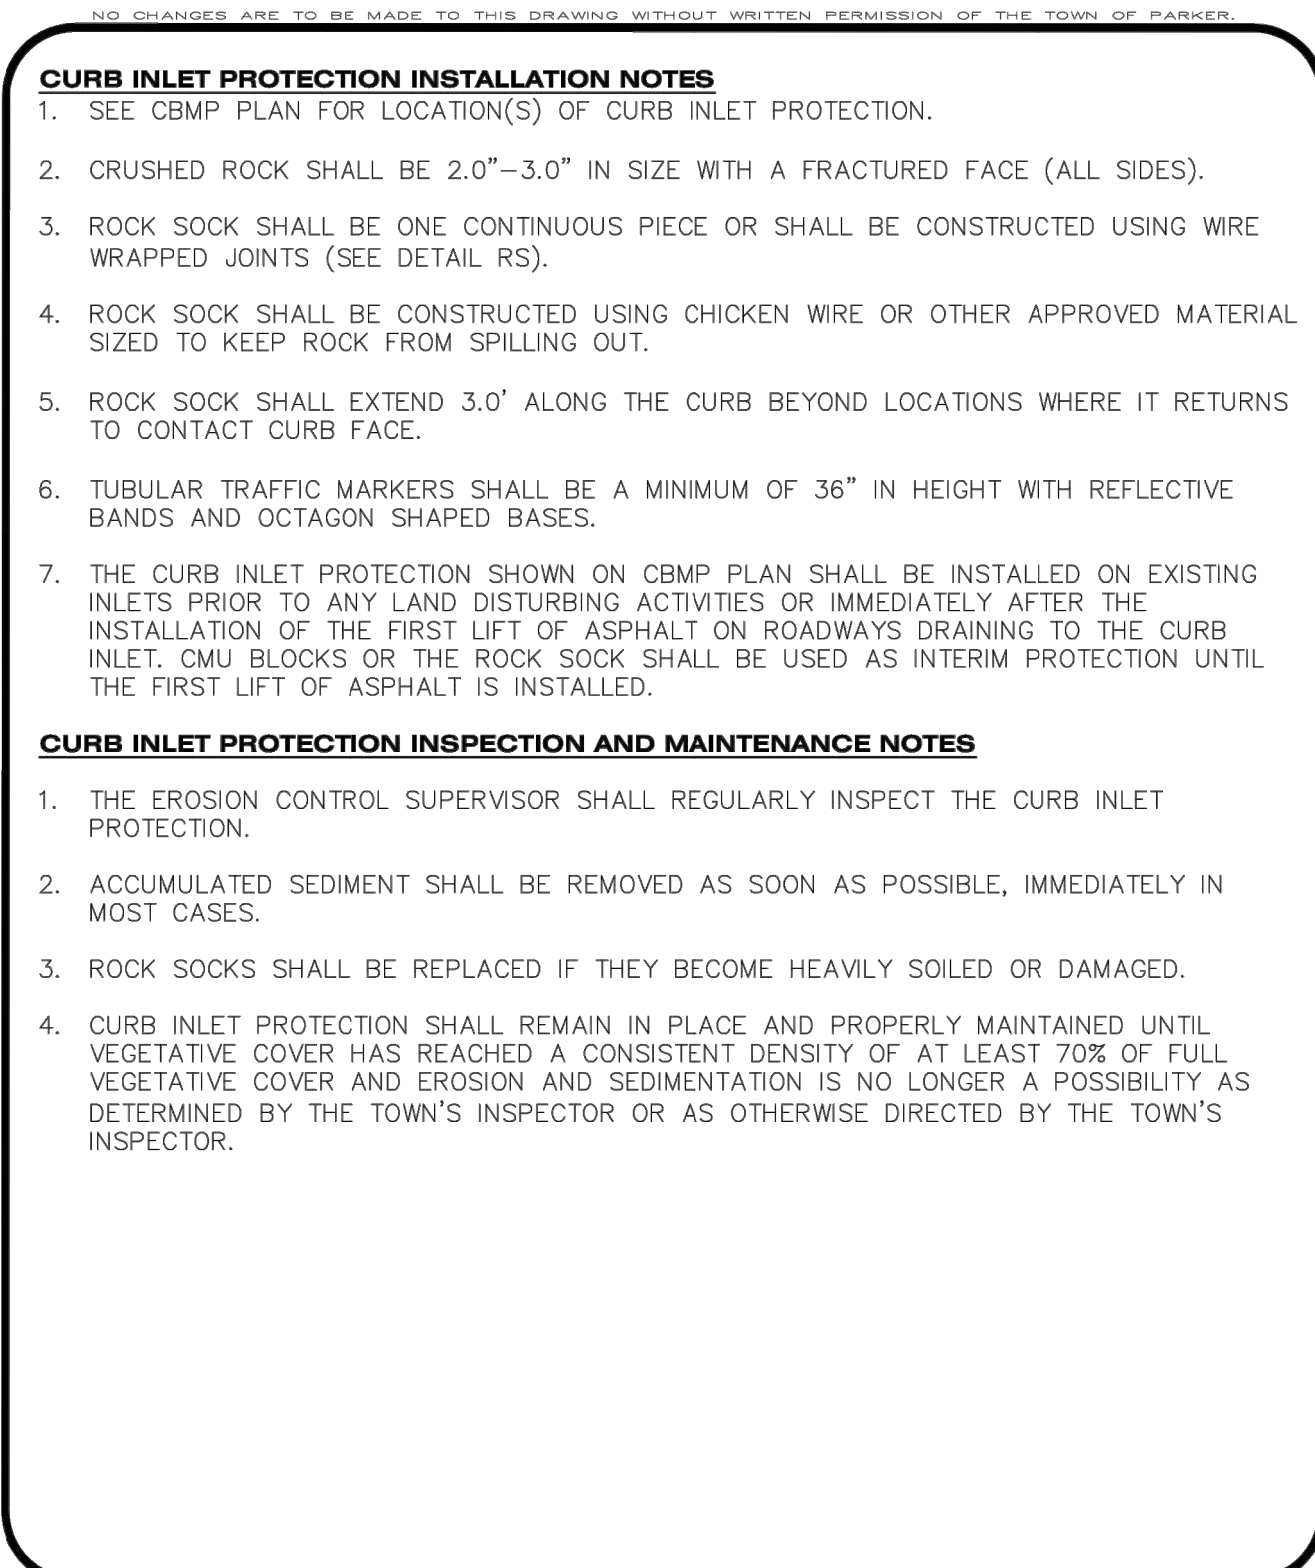 NO CHANGES ARE TO BE MADE TO THIS DRAWING WITHOUT WRITTEN PERMISSION OF THE TOWN OF PARKER.
CURB INLET PROTECTION INSTALLATION NOTES
1. SEE CBMP PLAN FOR LOCATION(S) OF CURB INLET PROTECTION.
2. CRUSHED ROCK SHALL BE 2.0"–3.0" IN SIZE WITH A FRACTURED FACE (ALL SIDES).
3. ROCK SOCK SHALL BE ONE CONTINUOUS PIECE OR SHALL BE CONSTRUCTED USING WIRE
WRAPPED JOINTS (SEE DETAIL RS).
4. ROCK SOCK SHALL BE CONSTRUCTED USING CHICKEN WIRE OR OTHER APPROVED MATERIAL
SIZED TO KEEP ROCK FROM SPILLING OUT.
5. ROCK SOCK SHALL EXTEND 3.0' ALONG THE CURB BEYOND LOCATIONS WHERE IT RETURNS
TO CONTACT CURB FACE.
6. TUBULAR TRAFFIC MARKERS SHALL BE A MINIMUM OF 36" IN HEIGHT WITH REFLECTIVE
BANDS AND OCTAGON SHAPED BASES.
7. THE CURB INLET PROTECTION SHOWN ON CBMP PLAN SHALL BE INSTALLED ON EXISTING
INLETS PRIOR TO ANY LAND DISTURBING ACTIVITIES OR IMMEDIATELY AFTER THE
INSTALLATION OF THE FIRST LIFT OF ASPHALT ON ROADWAYS DRAINING TO THE CURB
INLET. CMU BLOCKS OR THE ROCK SOCK SHALL BE USED AS INTERIM PROTECTION UNTIL
THE FIRST LIFT OF ASPHALT IS INSTALLED.
CURB INLET PROTECTION INSPECTION AND MAINTENANCE NOTES
1. THE EROSION CONTROL SUPERVISOR SHALL REGULARLY INSPECT THE CURB INLET
PROTECTION.
2. ACCUMULATED SEDIMENT SHALL BE REMOVED AS SOON AS POSSIBLE, IMMEDIATELY IN
MOST CASES.
3. ROCK SOCKS SHALL BE REPLACED IF THEY BECOME HEAVILY SOILED OR DAMAGED.
4. CURB INLET PROTECTION SHALL REMAIN IN PLACE AND PROPERLY MAINTAINED UNTIL
VEGETATIVE COVER HAS REACHED A CONSISTENT DENSITY OF AT LEAST 70% OF FULL
VEGETATIVE COVER AND EROSION AND SEDIMENTATION IS NO LONGER A POSSIBILITY AS
DETERMINED BY THE TOWN'S INSPECTOR OR AS OTHERWISE DIRECTED BY THE TOWN'S
INSPECTOR.